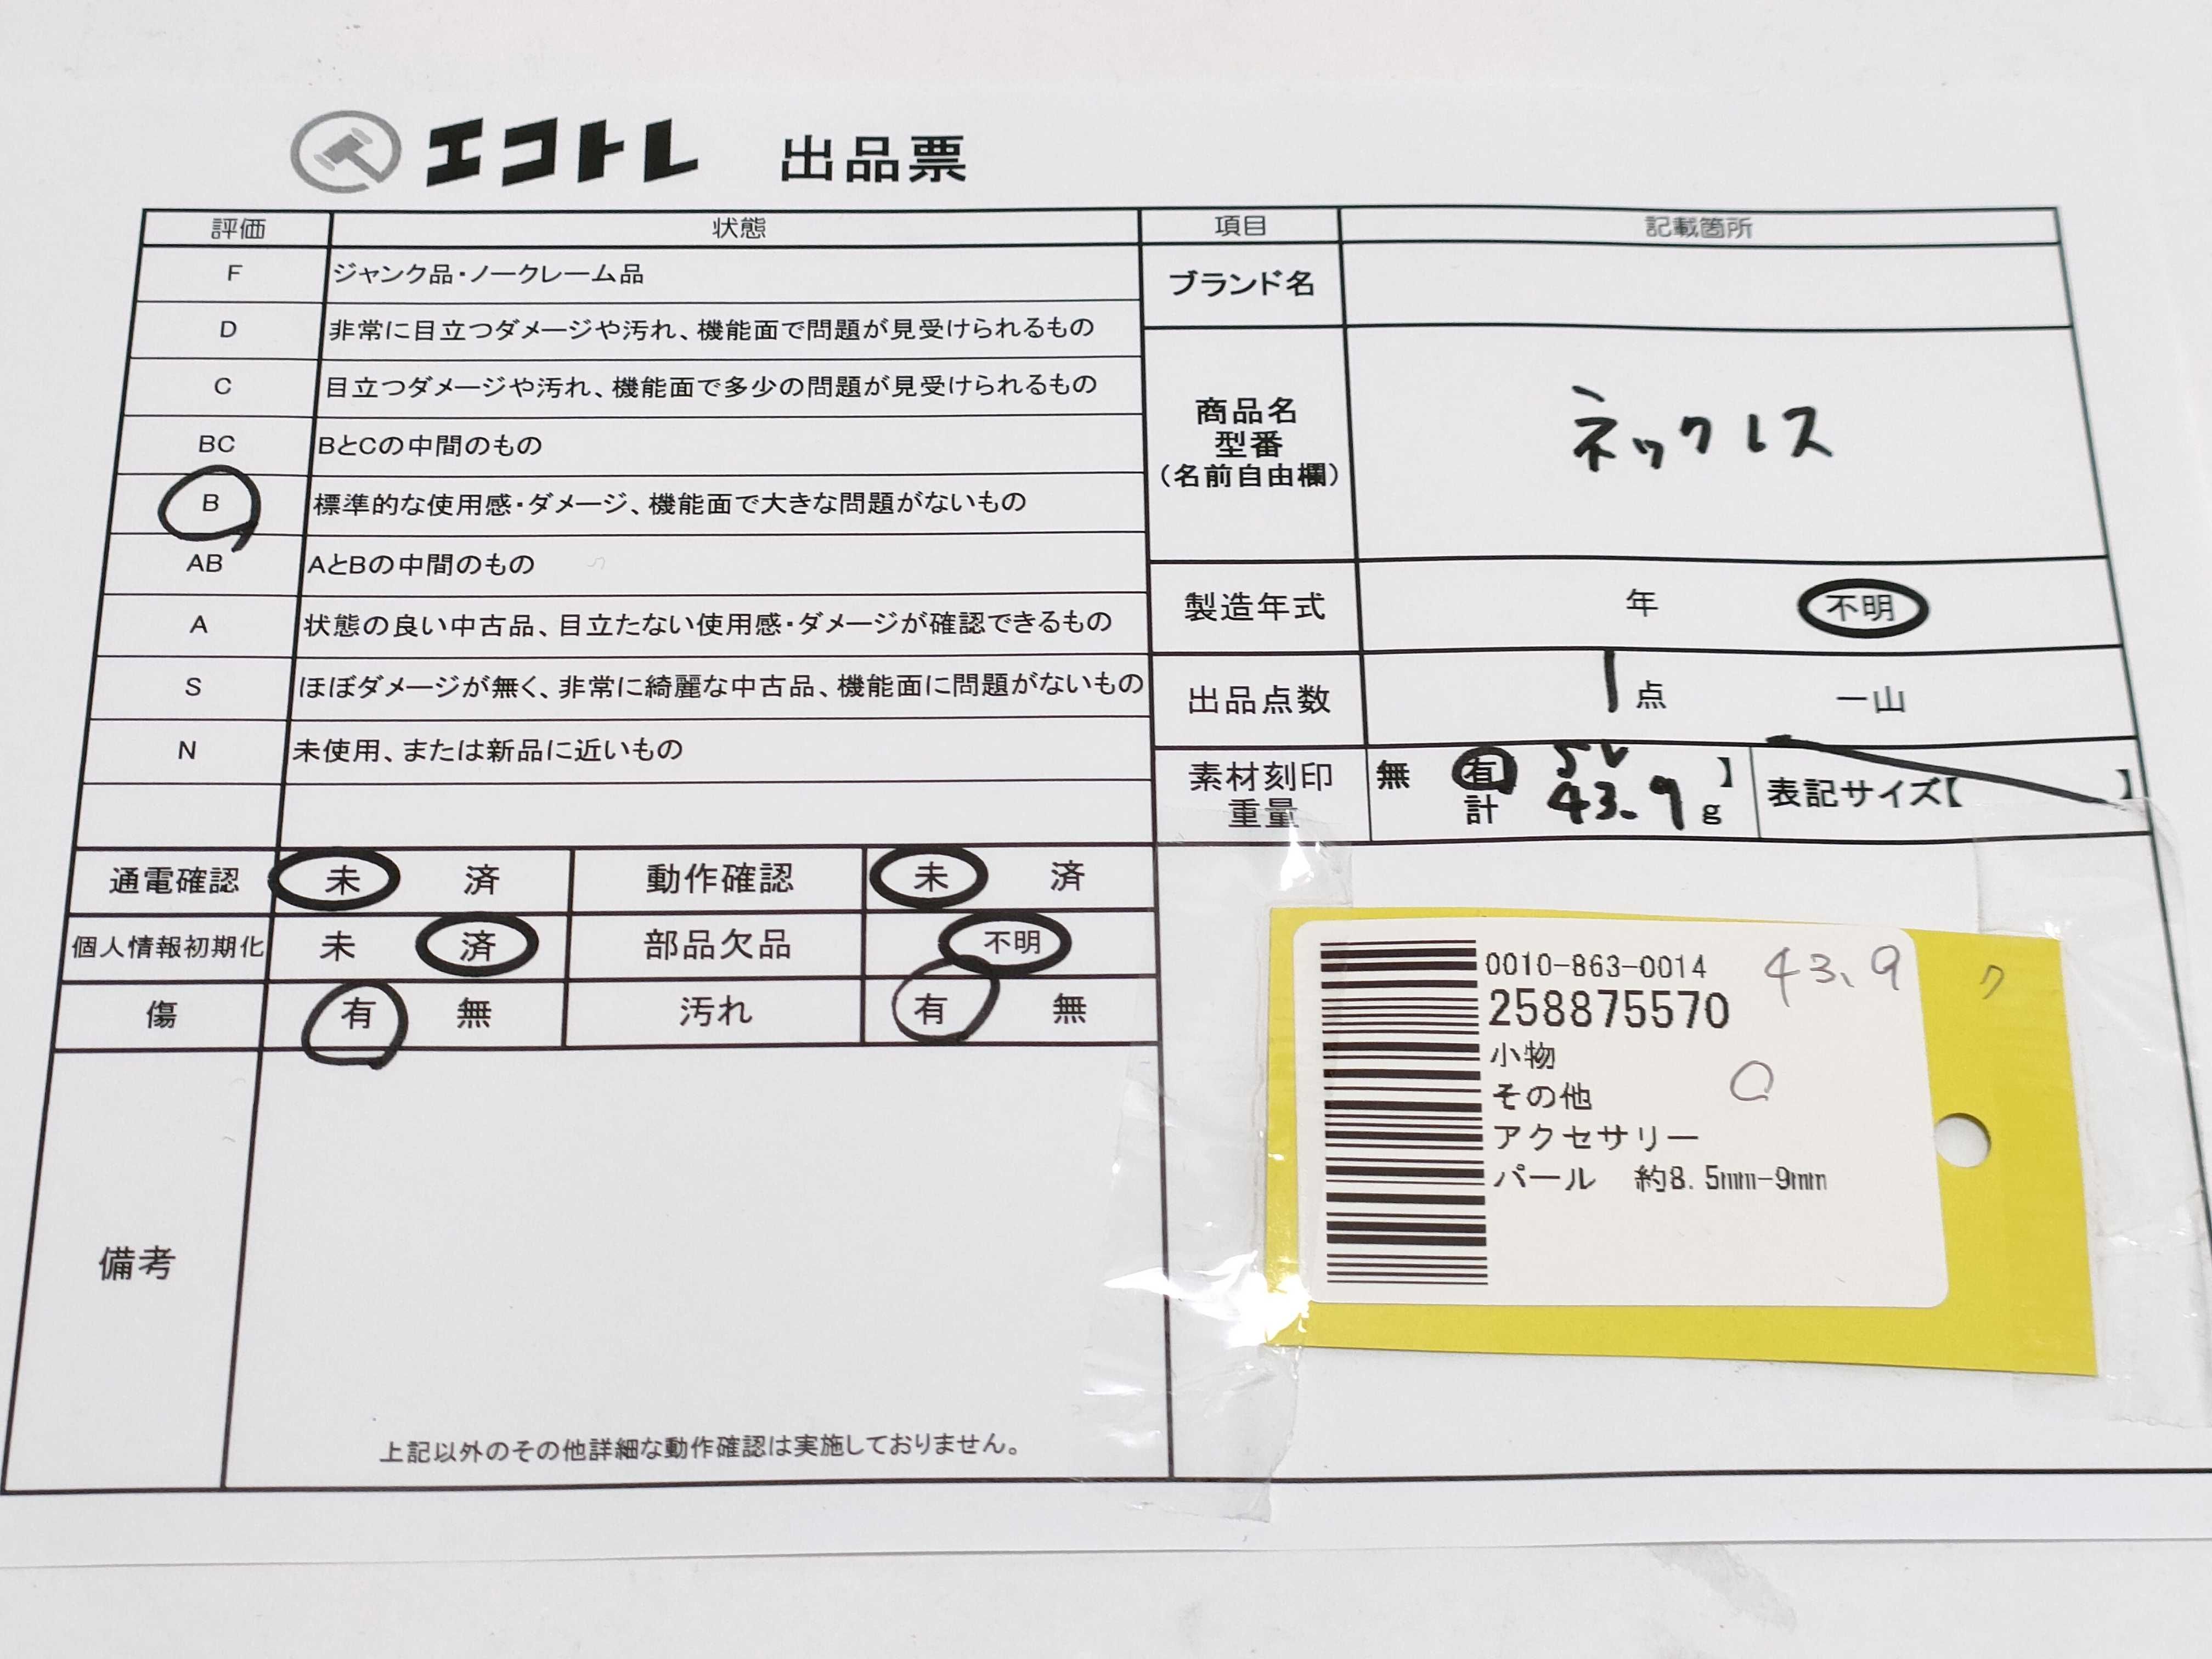 エコトレ 出品票
評価 状態 項目 記載箇所
F ジャンク品・ノークレーム品
D 非常に目立つダメージや汚れ、機能面で問題が見受けられるもの
C 目立つダメージや汚れ、機能面で多少の問題が見受けられるもの
BC BとCの中間のもの
B 標準的な使用感・ダメージ、機能面で大きな問題がないもの
AB AとBの中間のもの
A 状態の良い中古品、目立たない使用感・ダメージが確認できるもの
S ほぼダメージが無く、非常に綺麗な中古品、機能面に問題がないもの
N 未使用、または新品に近いもの
通電確認 未 済 動作確認 未 済
個人情報初期化 未 済 部品欠品 不明
傷 有 無 汚れ 有 無
備考
上記以外のその他詳細な動作確認は実施しておりません。
ブランド名
商品名
型番
(名前自由欄)
ネックレス
製造年式 年 不明
出品点数 1点 一山
素材刻印 無 有 SV 】
重量 計 43.9 g
表記サイズ【 】
0010-863-0014 43.9 ク
258875570
小物
その他
アクセサリー
パール 約8.5mm-9mm